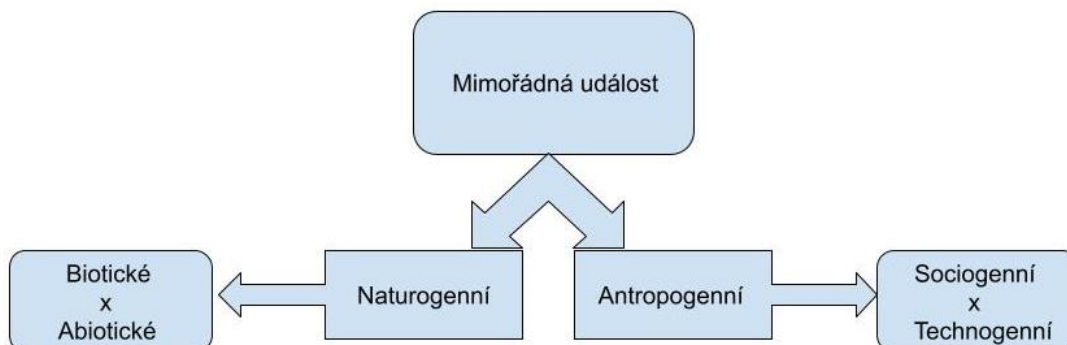 Mimořádná událost
Biotické
x
Abiotické
Naturogenní
Antropogenní
Sociogenní
x
Technogenní